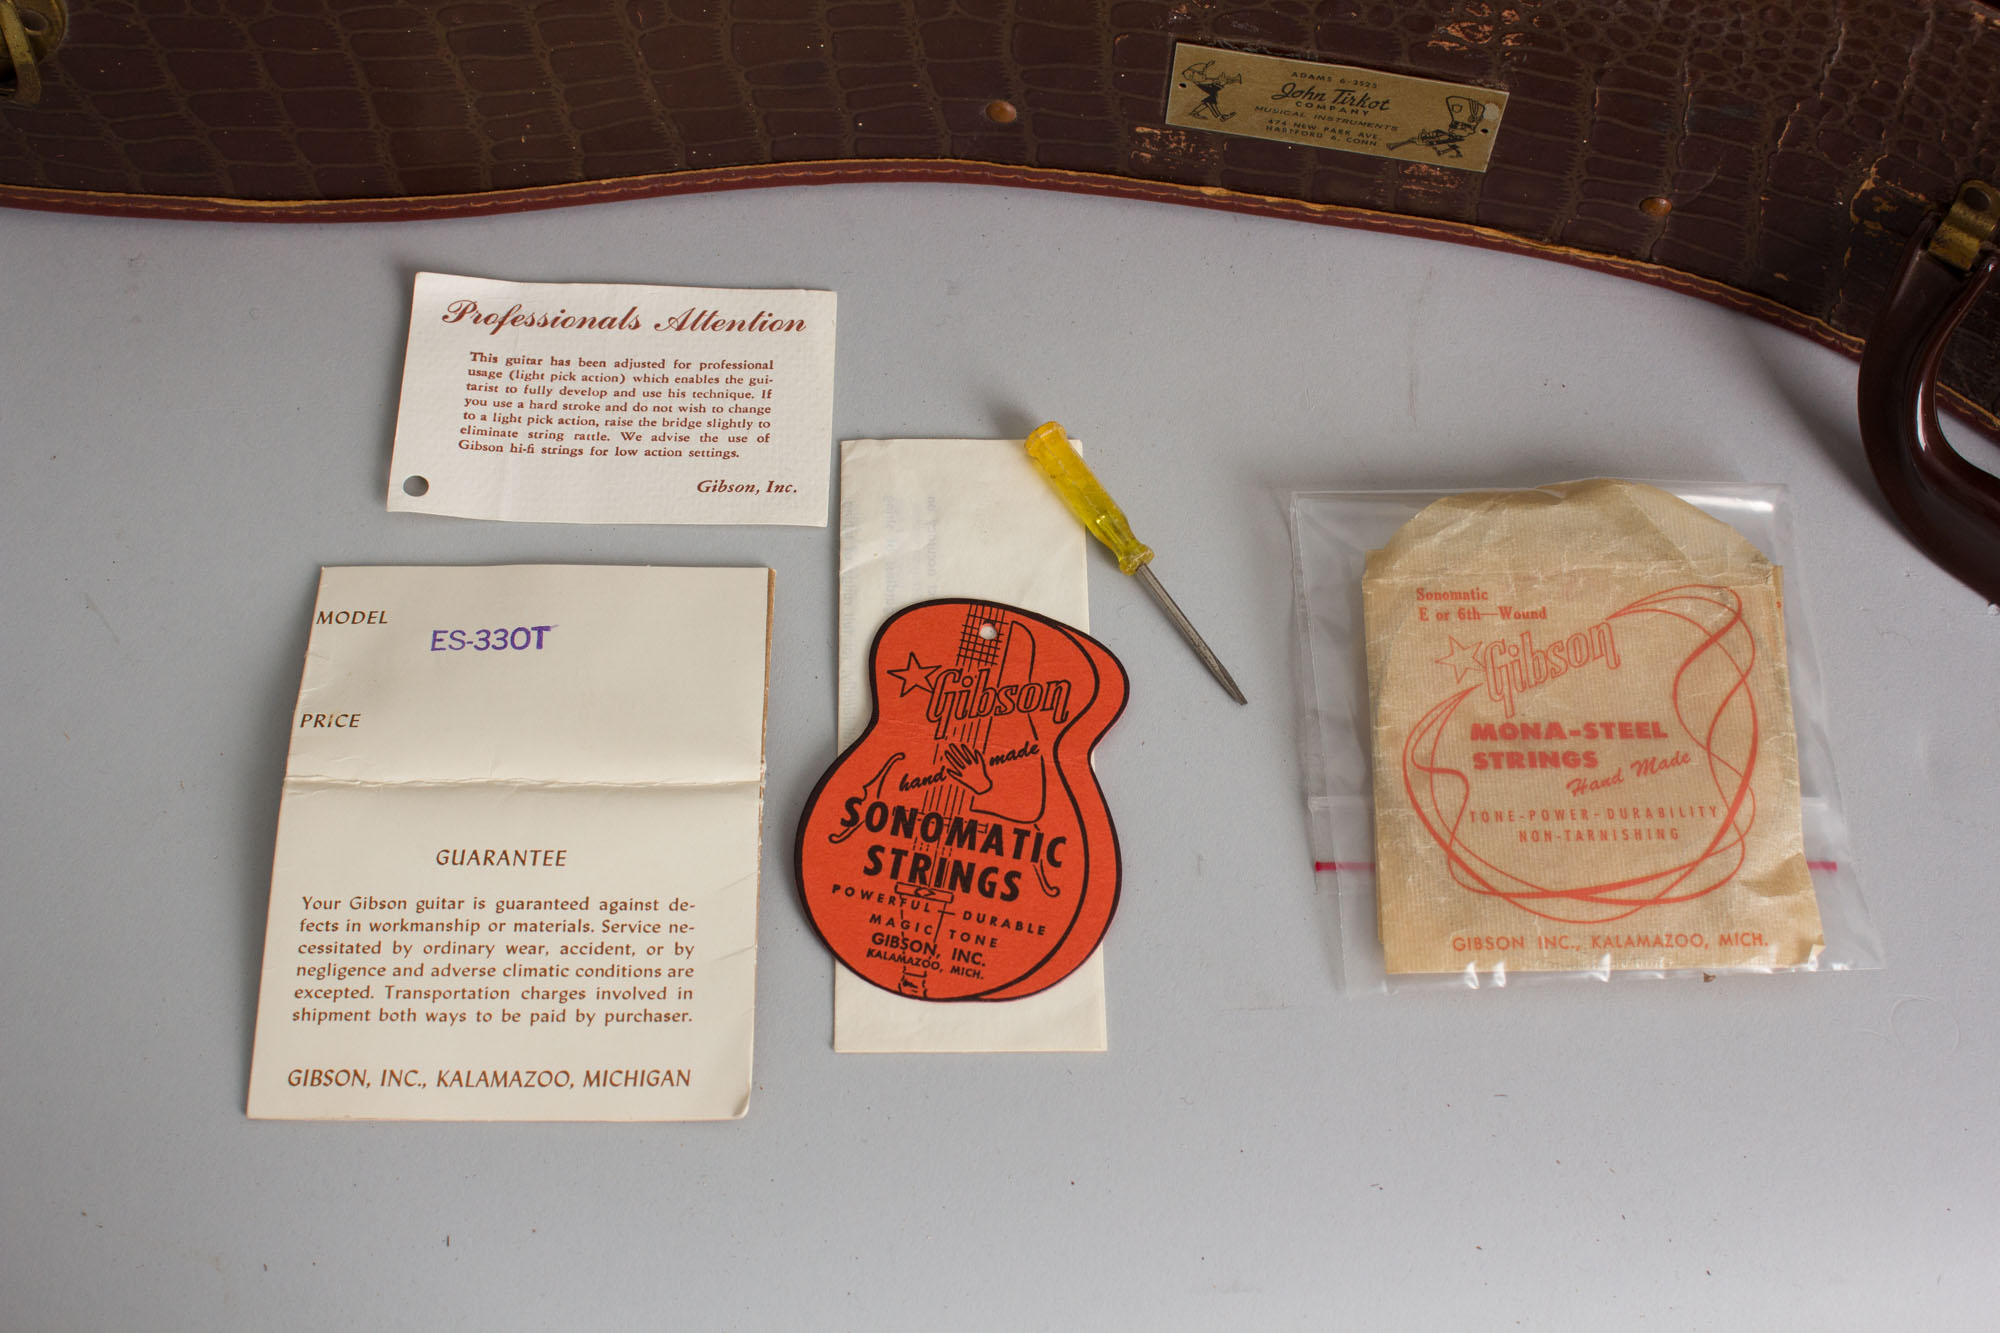 ADAMS 6-3525
John Tirkot
COMPANY
MUSICAL INSTRUMENTS
474 NEW PARK AVE
HARTFORD 6, CONN
Professionals Attention
This guitar has been adjusted for professional
usage (light pick action) which enables the gui-
tarist to fully develop and use his technique. If
you use a hard stroke and do not wish to change
to a light pick action, raise the bridge slightly to
eliminate string rattle. We advise the use of
Gibson hi-fi strings for low action settings.
Gibson, Inc.
MODEL
ES-330T
PRICE
GUARANTEE
Your Gibson guitar is guaranteed against de-
fects in workmanship or materials. Service ne-
cessitated by ordinary wear, accident, or by
negligence and adverse climatic conditions are
excepted. Transportation charges involved in
shipment both ways to be paid by purchaser.
GIBSON, INC., KALAMAZOO, MICHIGAN
Gibson
hand made
SONOMATIC
STRINGS
POWERFUL—DURABLE
MAGIC TONE
GIBSON, INC.
KALAMAZOO, MICH.
Sonomatic
E or 6th—Wound
Gibson
MONA-STEEL
STRINGS
Hand Made
TONE-POWER-DURABILITY
NON-TARNISHING
GIBSON INC., KALAMAZOO, MICH.